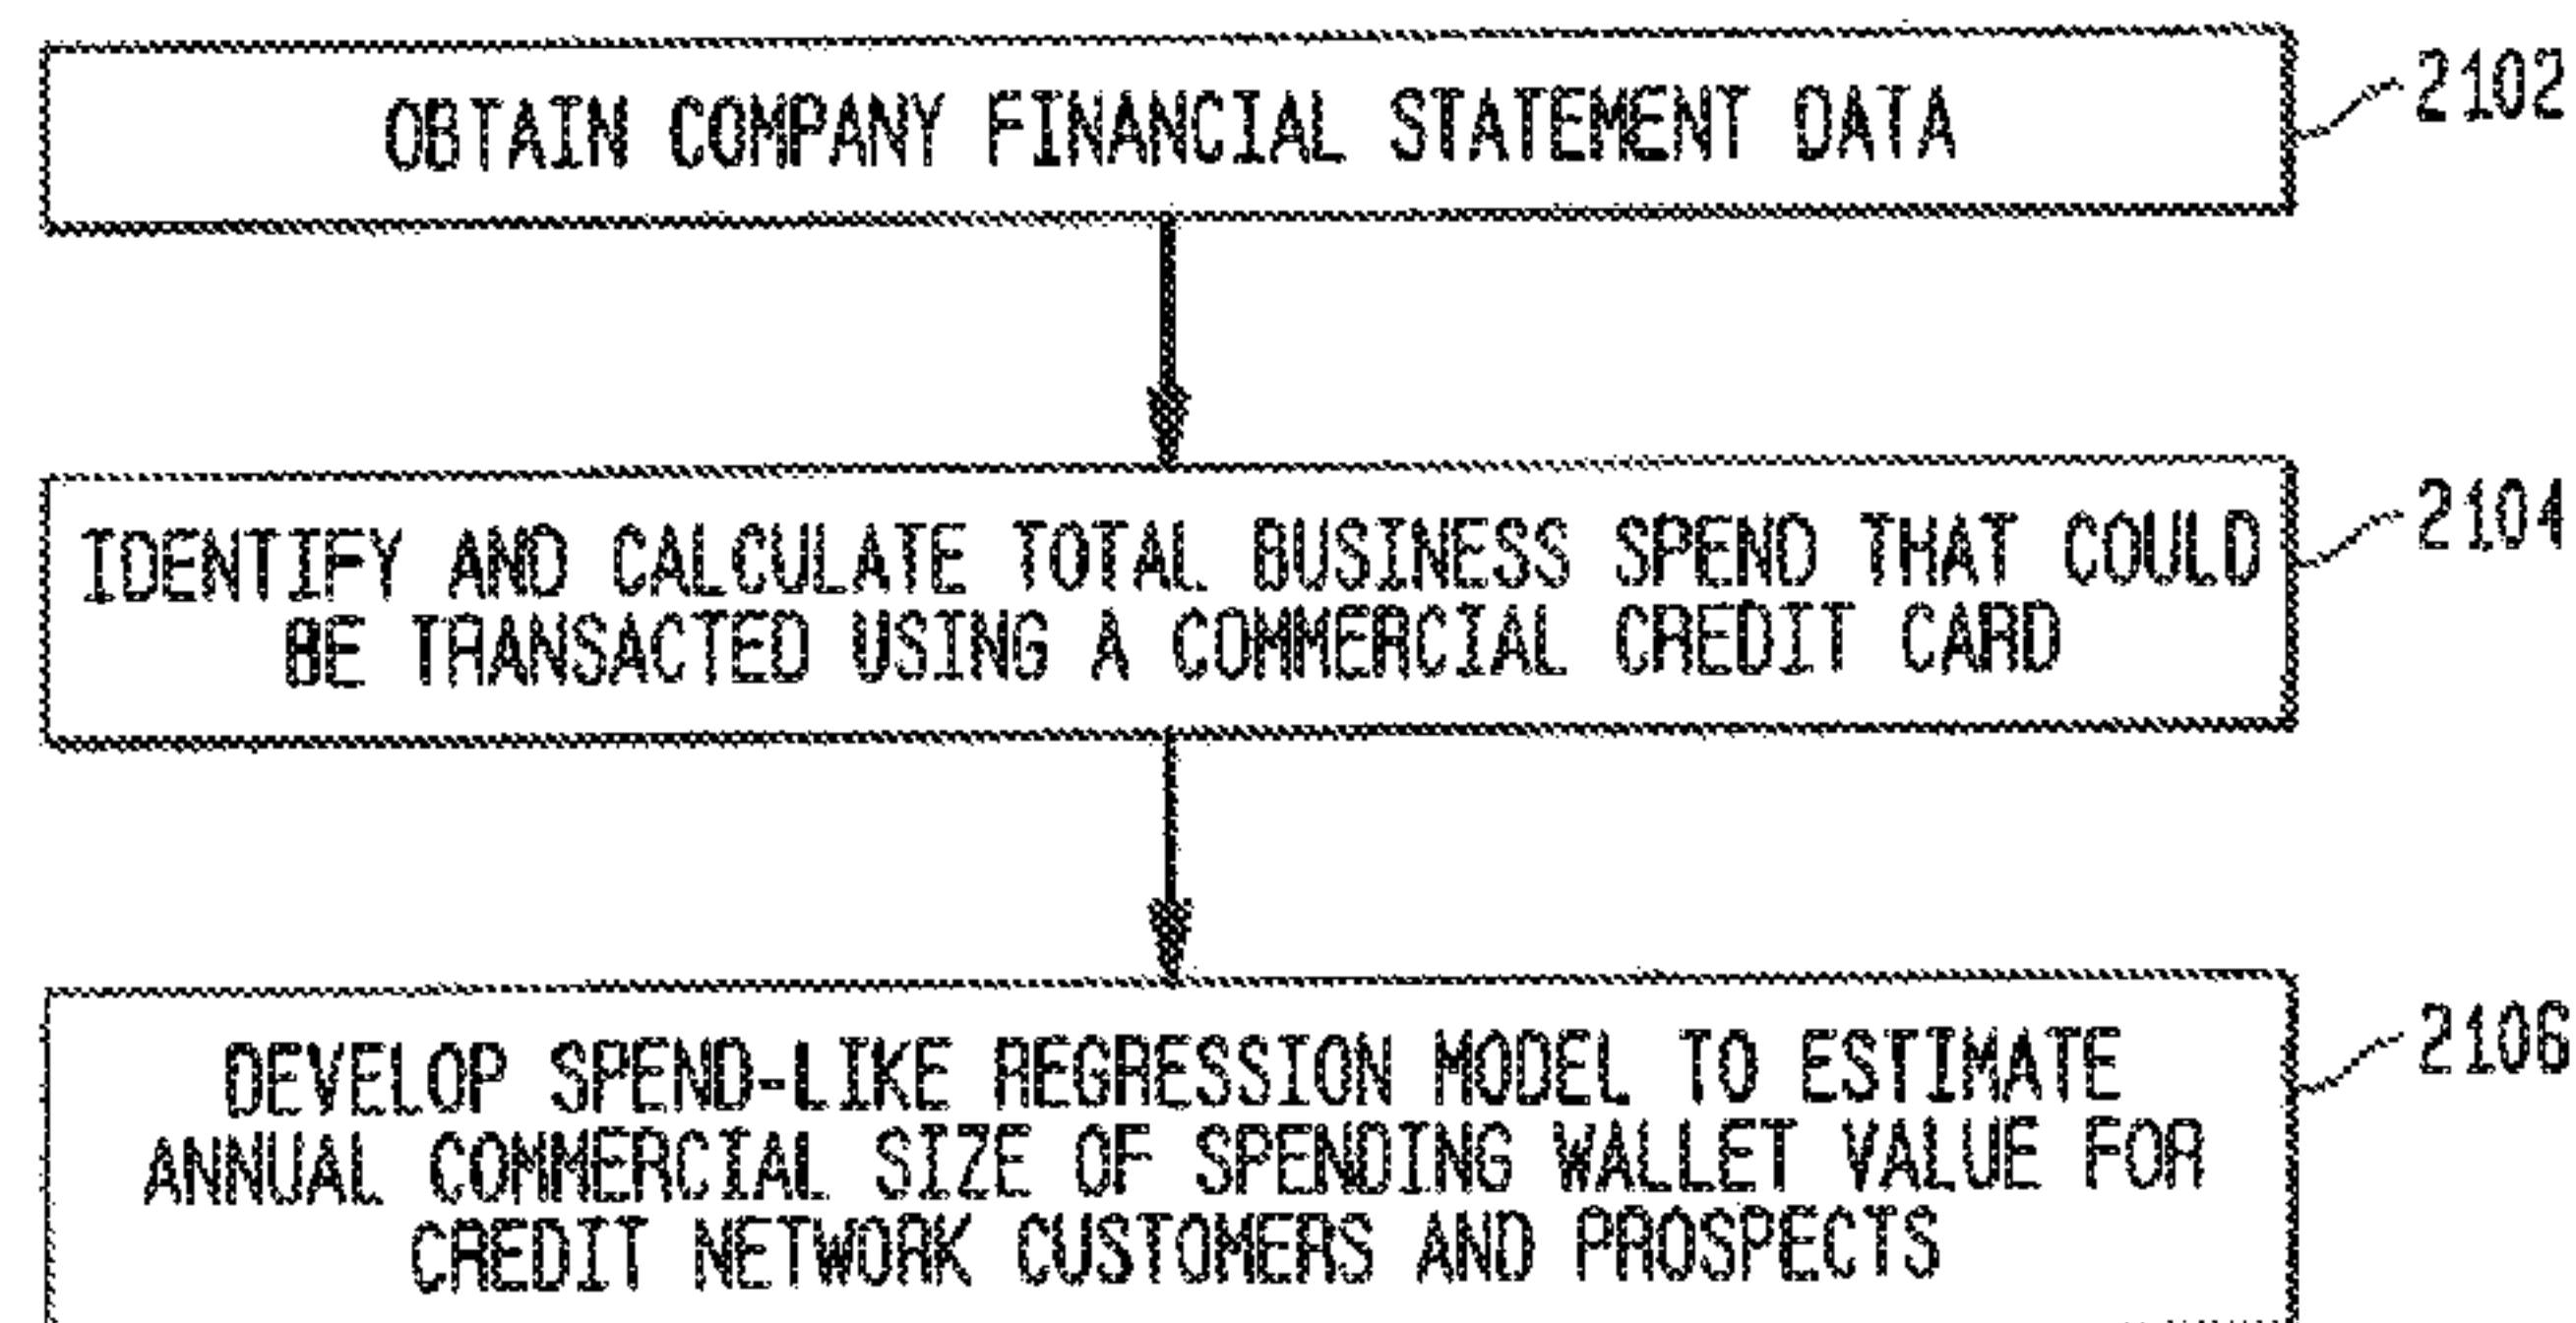 OBTAIN COMPANY FINANCIAL STATEMENT DATA
2102
IDENTIFY AND CALCULATE TOTAL BUSINESS SPEND THAT COULD
BE TRANSACTED USING A COMMERCIAL CREDIT CARD
2104
DEVELOP SPEND-LIKE REGRESSION MODEL TO ESTIMATE
ANNUAL COMMERCIAL SIZE OF SPENDING WALLET VALUE FOR
CREDIT NETWORK CUSTOMERS AND PROSPECTS
2106